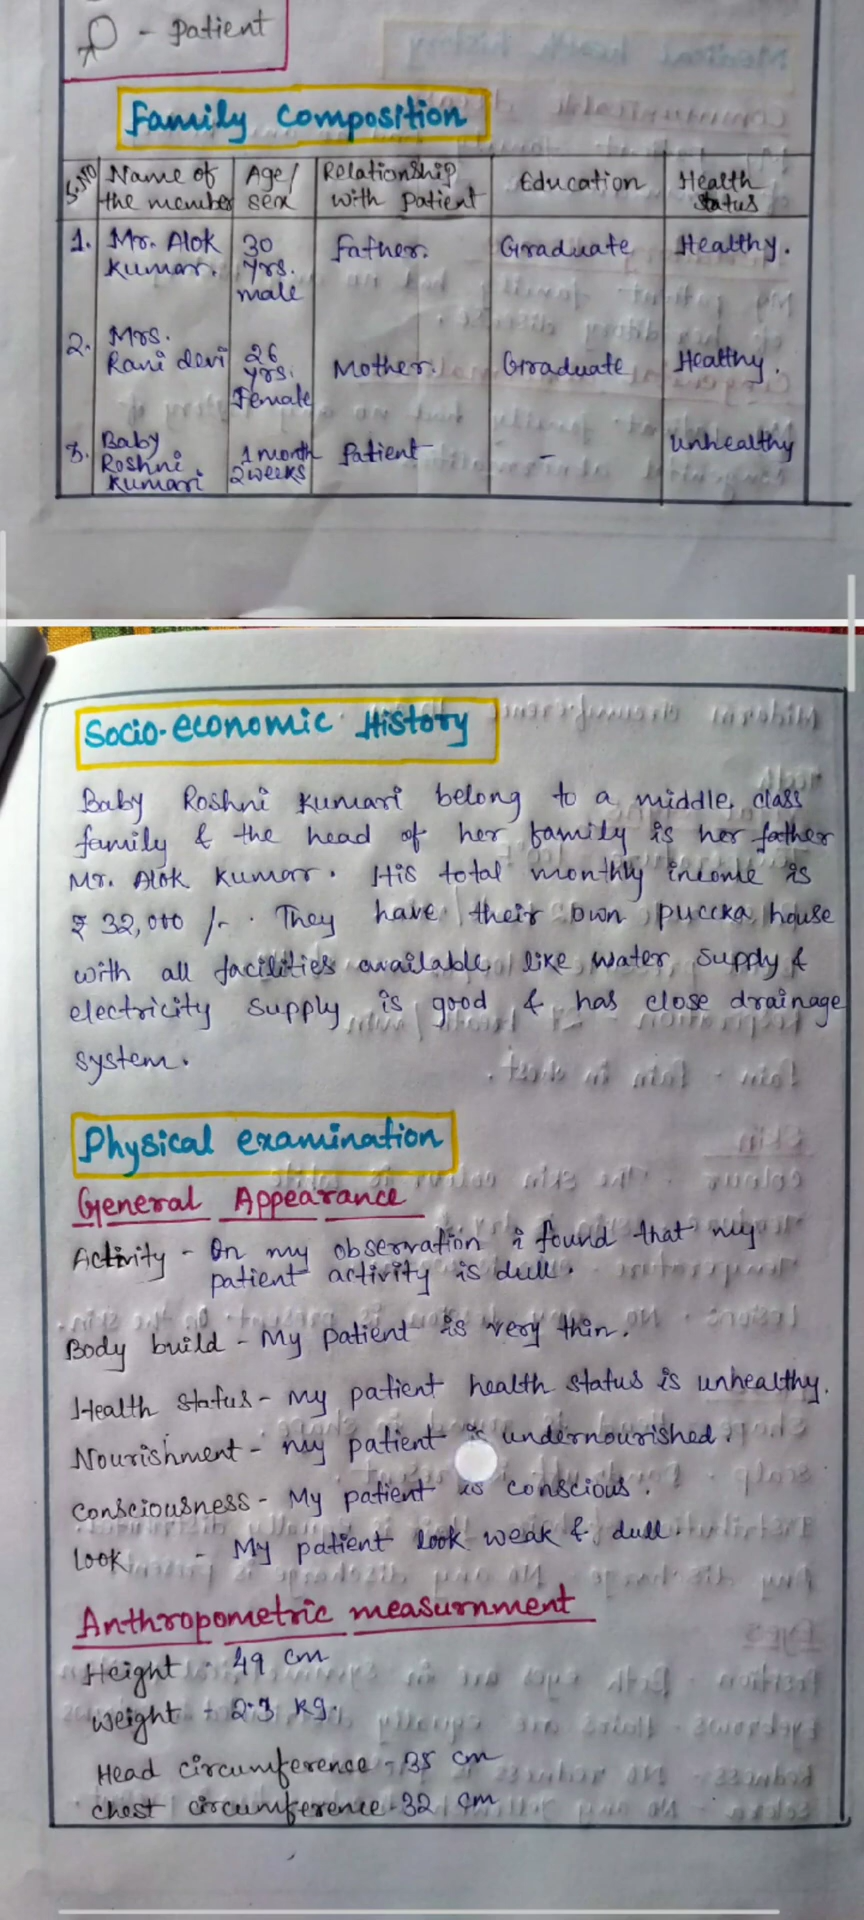 - Patient
Family Composition
S.NO Name of the member Age/sex Relationship with patient Education Health status
1. Mr. Alok Kumar. 30 yrs. male Father. Graduate Healthy.
2. Mrs. Rani devi 26 yrs. Female Mother. Graduate Healthy.
3. Baby Roshni Kumari 1 month 2 weeks Patient - unhealthy
Socio-economic History
Baby Roshni Kumari belong to a middle class
family & the head of her family is her father
Mr. Alok Kumar. His total monthly income is
₹ 32,000 /- . They have their own puccka house
with all facilities available like water supply &
electricity supply is good & has close drainage
system.
Physical examination
General Appearance
Activity - On my observation i found that my
patient activity is dull.
Body build - My patient is very thin.
Health status - my patient health status is unhealthy.
Nourishment - my patient is undernourished.
Consciousness - My patient is conscious.
Look - My patient look weak & dull.
Anthropometric measurnment
Height - 49 cm
weight - 2.3 kg.
Head circumference - 35 cm
chest circumference - 32 cm